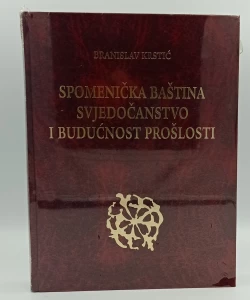 BRANISLAV KRSTIĆ
SPOMENIČKA BAŠTINA
SVJEDOČANSTVO
I BUDUĆNOST PROŠLOSTI